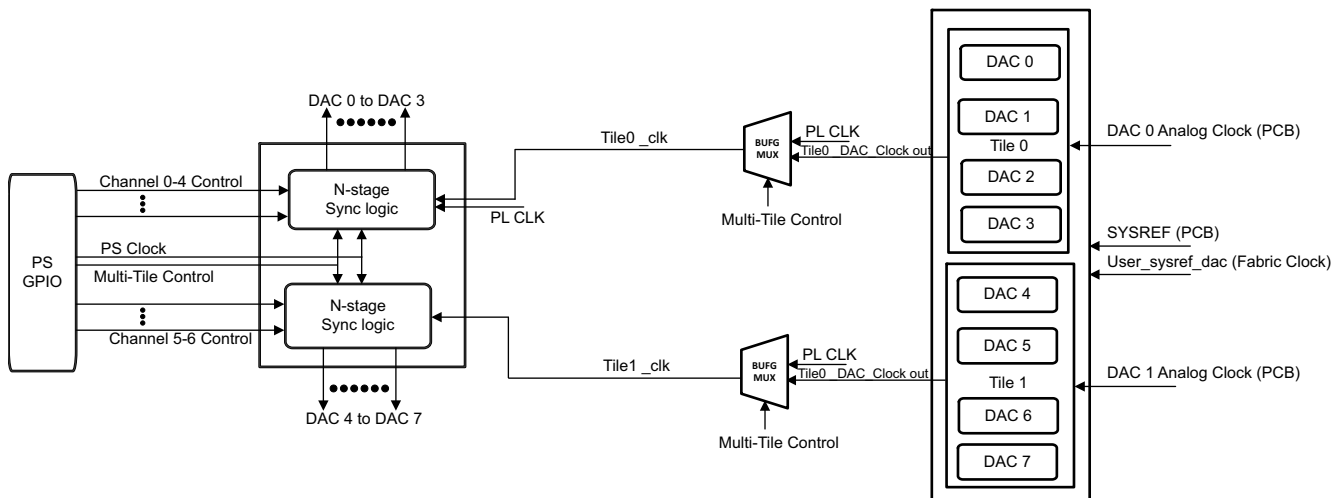 DAC 0 to DAC 3
PS
GPIO
Channel 0-4 Control
PS Clock
Multi-Tile Control
Channel 5-6 Control
N-stage
Sync logic
N-stage
Sync logic
DAC 4 to DAC 7
Tile0 _clk
PL CLK
BUFG
MUX
PL CLK
Tile0_DAC_Clock out
Multi-Tile Control
Tile1 _clk
BUFG
MUX
PL CLK
Tile0_DAC_Clock out
Multi-Tile Control
DAC 0
DAC 1
Tile 0
DAC 2
DAC 3
DAC 4
DAC 5
Tile 1
DAC 6
DAC 7
DAC 0 Analog Clock (PCB)
SYSREF (PCB)
User_sysref_dac (Fabric Clock)
DAC 1 Analog Clock (PCB)